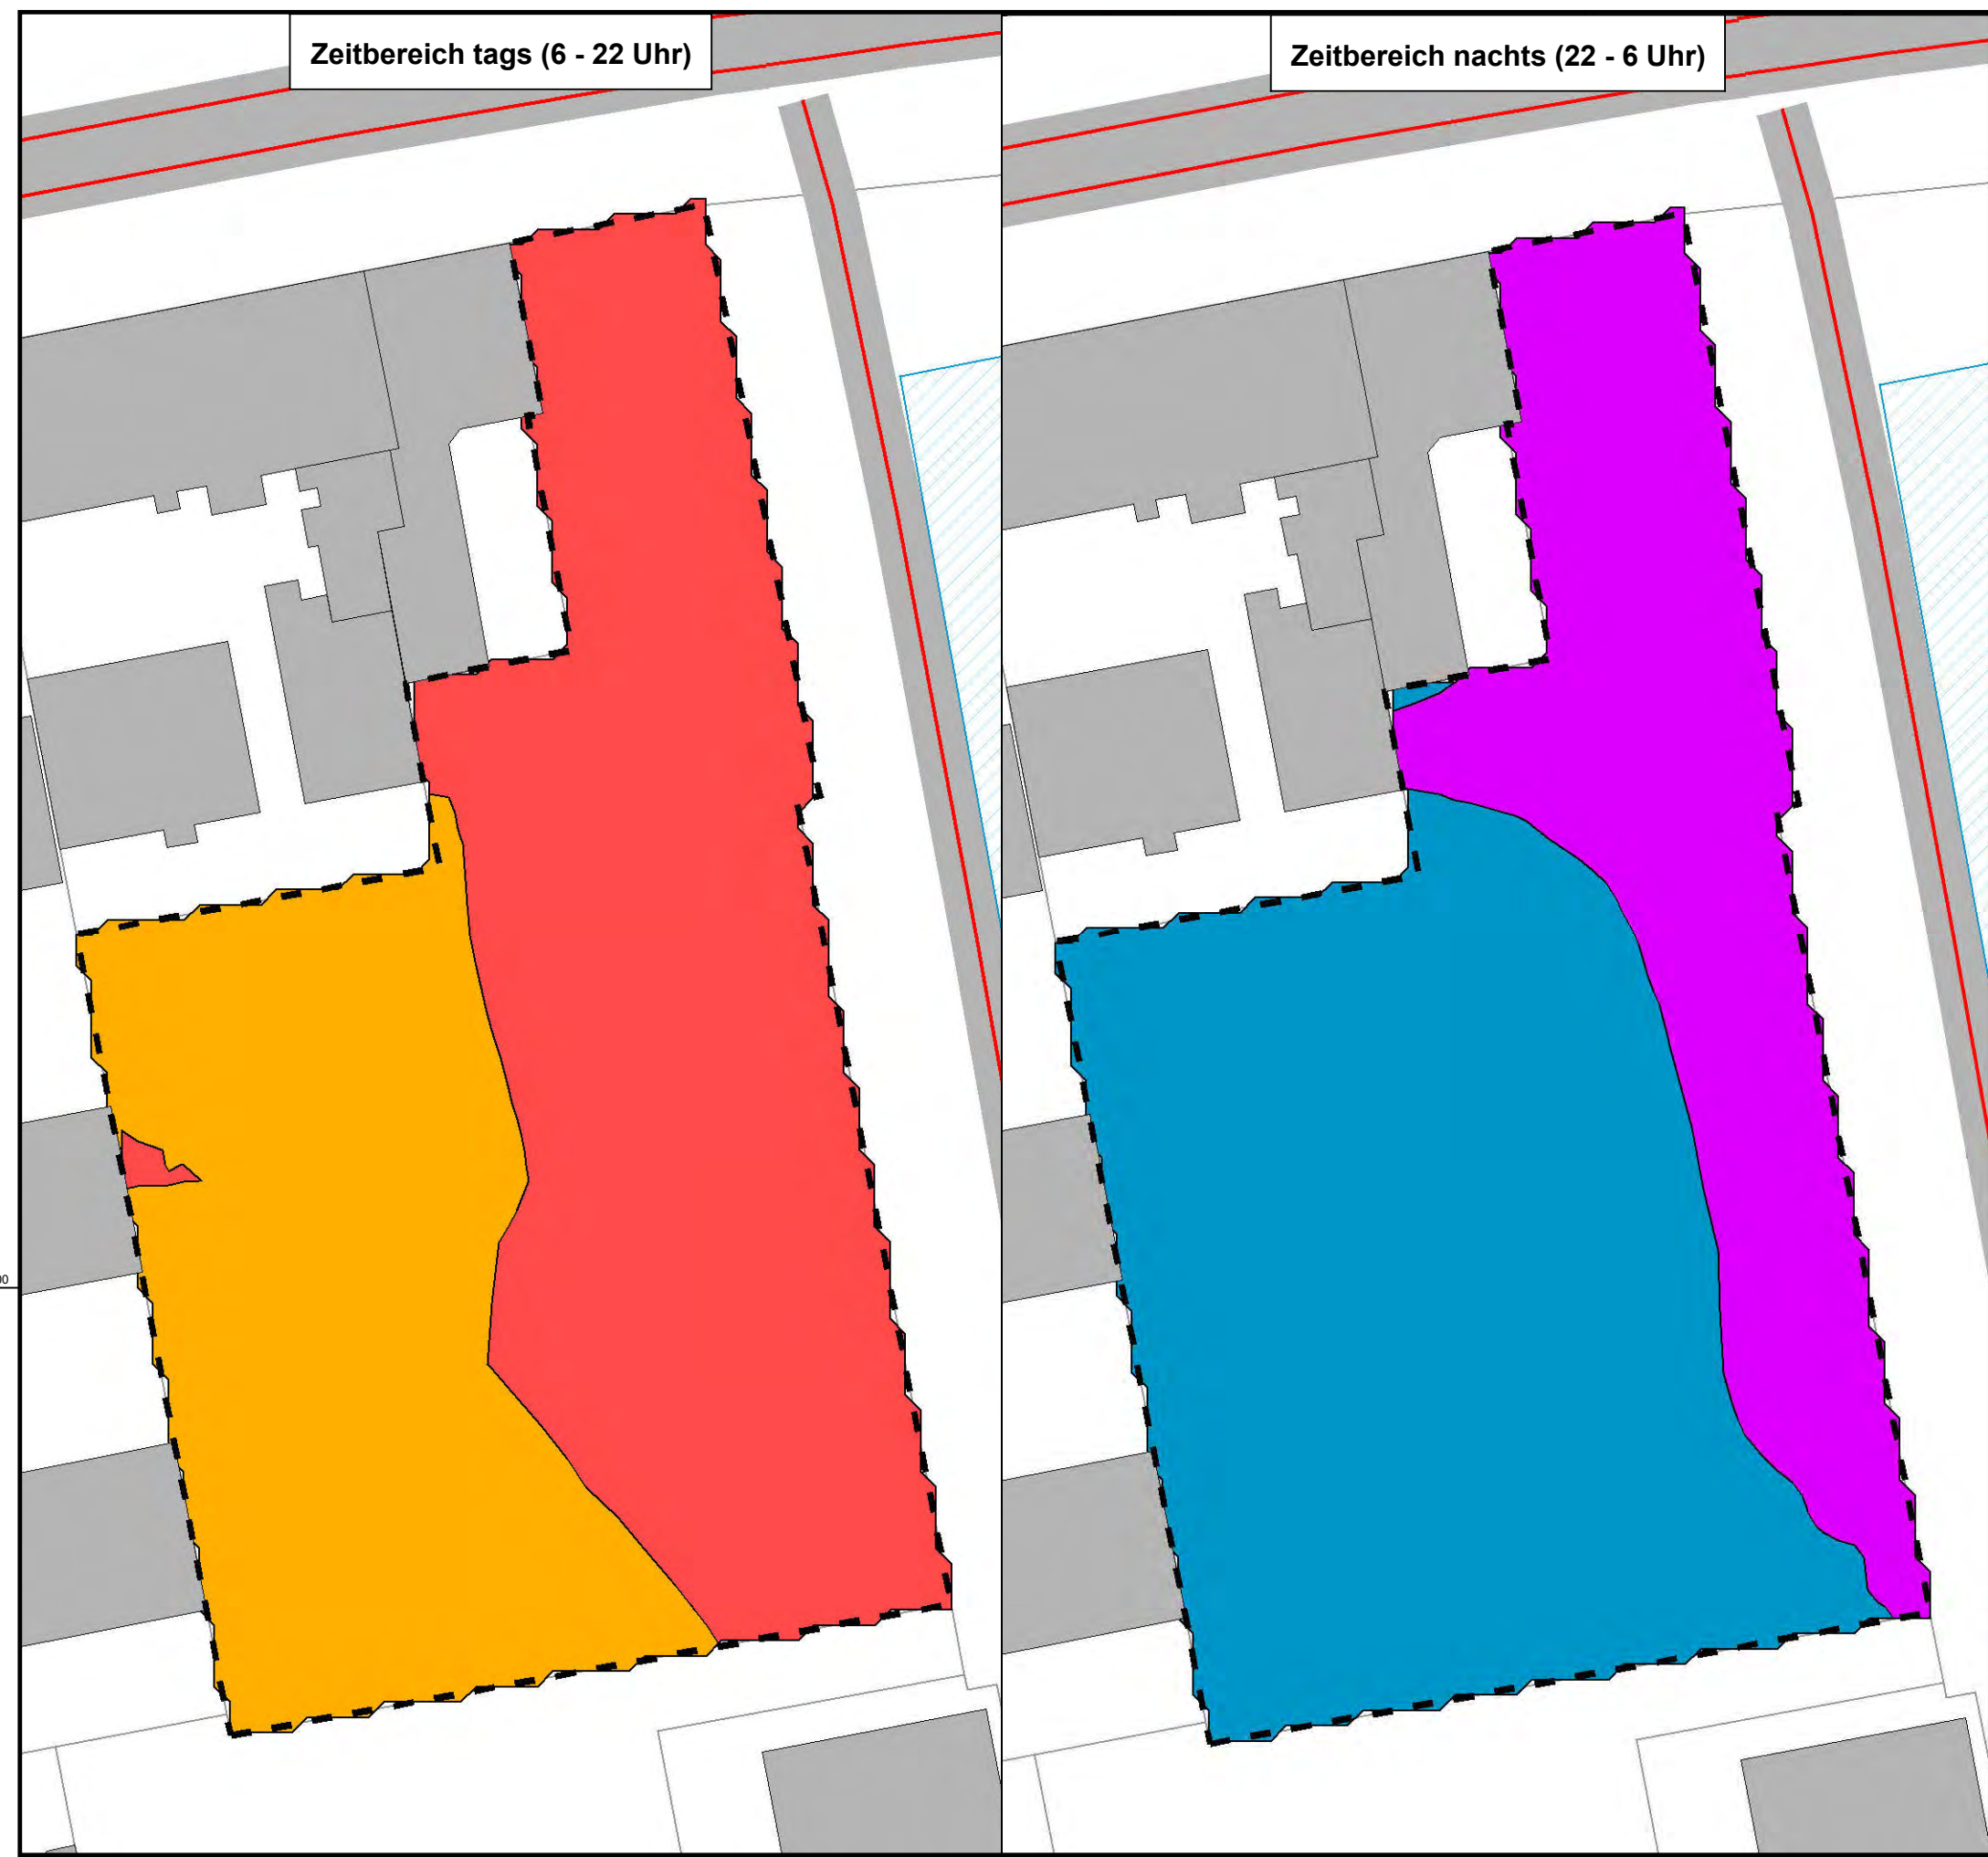 Zeitbereich tags (6 - 22 Uhr)
Zeitbereich nachts (22 - 6 Uhr)